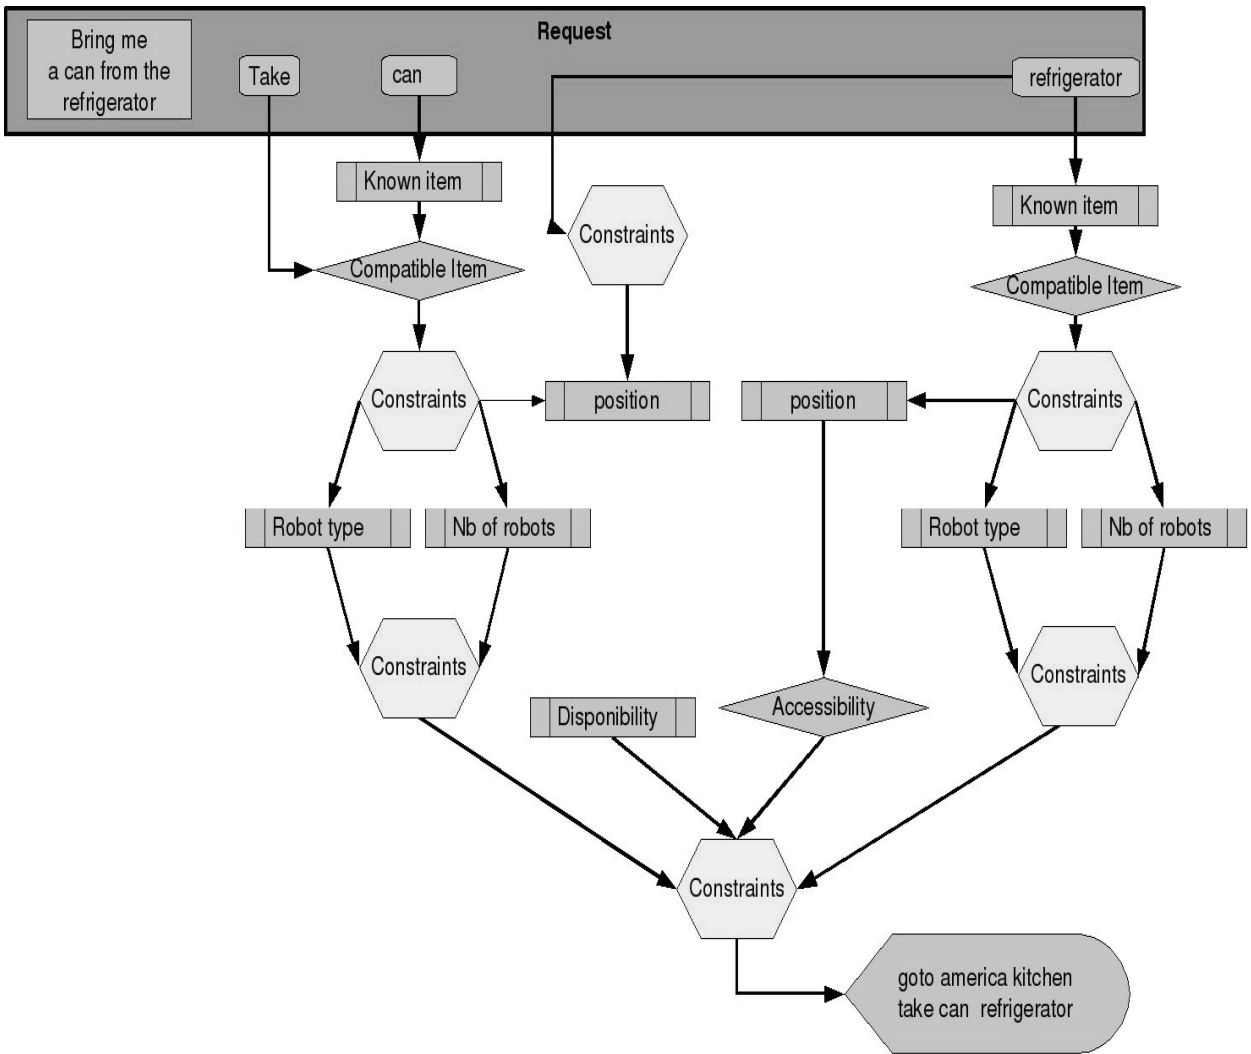 Request
Bring me
a can from the
refrigerator
Take
can
refrigerator
Known item
Known item
Constraints
Compatible Item
Compatible Item
Constraints
position
position
Constraints
Robot type
Nb of robots
Robot type
Nb of robots
Constraints
Constraints
Disponibility
Accessibility
Constraints
goto america kitchen
take can refrigerator